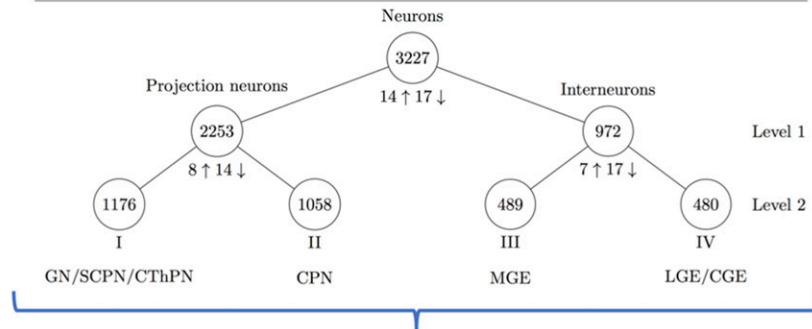 Neurons
3227
14 ↑ 17 ↓
Projection neurons
Interneurons
2253
972
Level 1
8 ↑ 14 ↓
7 ↑ 17 ↓
1176
1058
489
480
Level 2
I
II
III
IV
GN/SCPN/CThPN
CPN
MGE
LGE/CGE